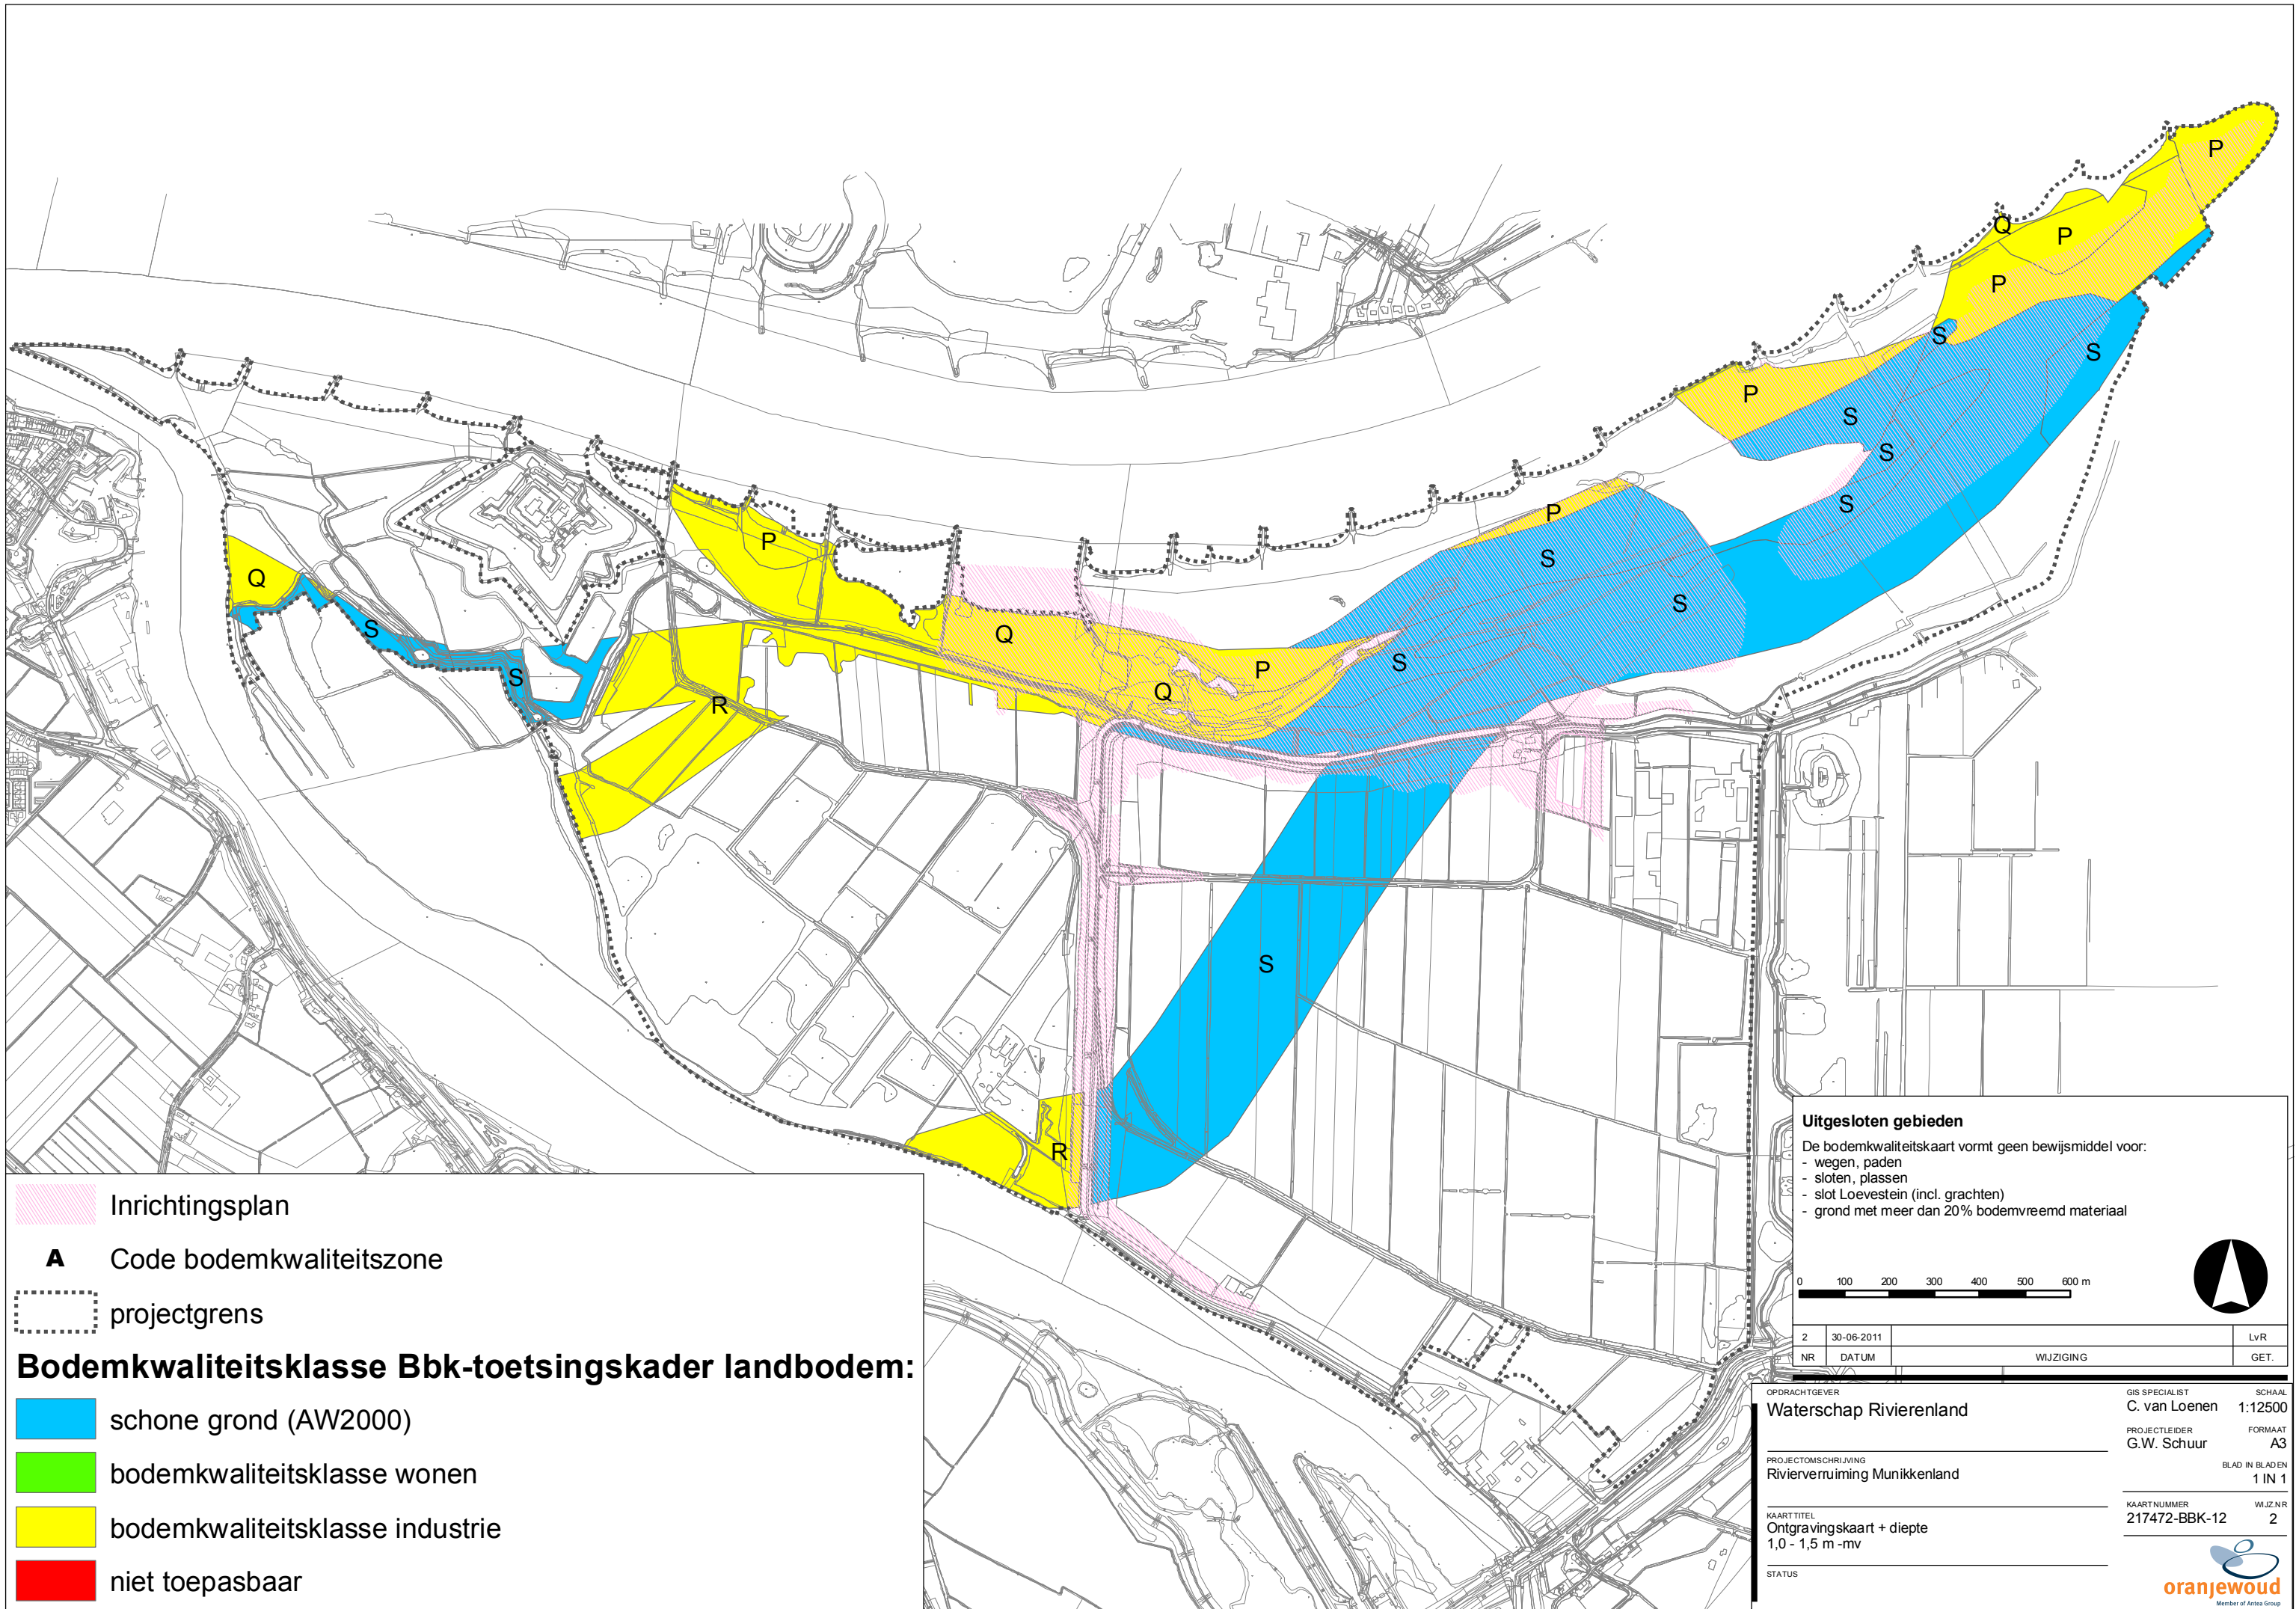 P
Q
P
P
S
S
P
S
S
S
P
S
P
Q
S
Q
S
P
S
Q
S
R
S
R
Uitgesloten gebieden
De bodemkwaliteitskaart vormt geen bewijsmiddel voor:
- wegen, paden
- sloten, plassen
- slot Loevestein (incl. grachten)
- grond met meer dan 20% bodemvreemd materiaal
0 100 200 300 400 500 600 m
2 30-06-2011 LvR
NR DATUM WIJZIGING GET.
Inrichtingsplan
A Code bodemkwaliteitszone
projectgrens
Bodemkwaliteitsklasse Bbk-toetsingskader landbodem:
schone grond (AW2000)
bodemkwaliteitsklasse wonen
bodemkwaliteitsklasse industrie
niet toepasbaar
OPDRACHTGEVER
Waterschap Rivierenland
PROJECTOMSCHRIJVING
Rivierverruiming Munikkenland
KAARTTITEL
Ontgravingskaart + diepte
1,0 - 1,5 m -mv
STATUS
GIS SPECIALIST SCHAAL
C. van Loenen 1:12500
PROJECTLEIDER FORMAAT
G.W. Schuur A3
BLAD IN BLADEN
1 IN 1
KAARTNUMMER WIJZ.NR
217472-BBK-12 2
oranjewoud
Member of Antea Group